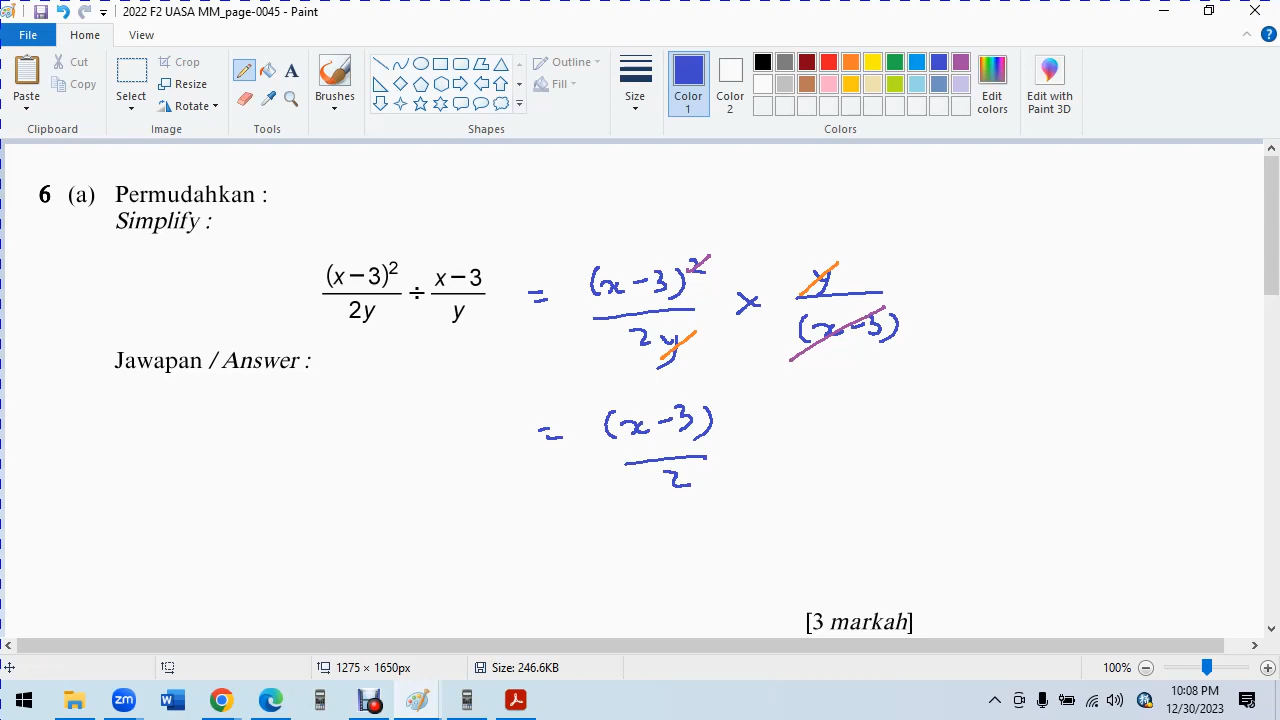 2022 F2 UASA MM_page-0045 - Paint
File Home View
Paste Cut Copy Clipboard
Select Crop Resize Rotate Image
A Tools
Brushes
Outline Fill Shapes
Size
Color 1 Color 2 Edit colors Colors
Edit with Paint 3D
6 (a) Permudahkan :
Simplify :
(x – 3)² / 2y ÷ x – 3 / y = (x – 3)² / 2y × y / (x – 3)
Jawapan / Answer :
= (x – 3) / 2
[3 markah]
1275 × 1650px Size: 246.6KB 100%
zm W 10:08 PM
12/30/2023